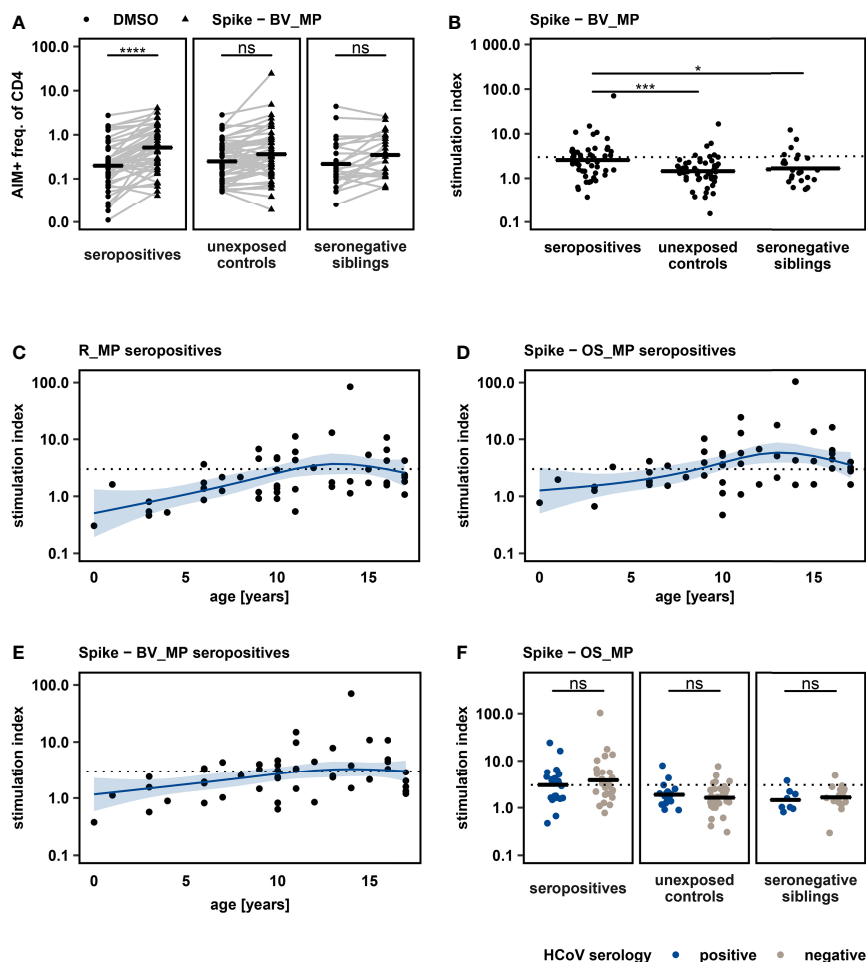 A
DMSO
Spike – BV_MP
100.0
10.0
1.0
0.1
0.0
AIM+ freq. of CD4
****
ns
ns
seropositives
unexposed
controls
seronegative
siblings
B
Spike – BV_MP
1 000.0
100.0
10.0
1.0
0.1
stimulation index
*
***
seropositives
unexposed
controls
seronegative
siblings
C
R_MP seropositives
100.0
10.0
1.0
0.1
stimulation index
0 5 10 15
age [years]
D
Spike – OS_MP seropositives
100.0
10.0
1.0
0.1
stimulation index
0 5 10 15
age [years]
E
Spike – BV_MP seropositives
100.0
10.0
1.0
0.1
stimulation index
0 5 10 15
age [years]
F
Spike – OS_MP
100.0
10.0
1.0
0.1
stimulation index
ns
ns
ns
seropositives
unexposed
controls
seronegative
siblings
HCoV serology positive negative